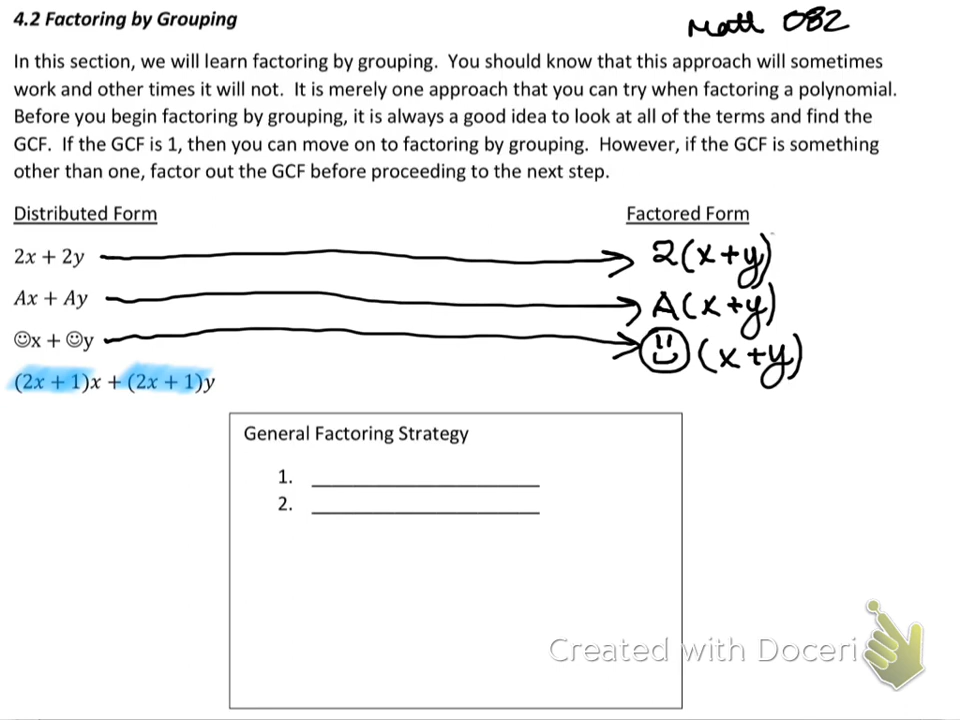 4.2 Factoring by Grouping
Math 082
In this section, we will learn factoring by grouping. You should know that this approach will sometimes
work and other times it will not. It is merely one approach that you can try when factoring a polynomial.
Before you begin factoring by grouping, it is always a good idea to look at all of the terms and find the
GCF. If the GCF is 1, then you can move on to factoring by grouping. However, if the GCF is something
other than one, factor out the GCF before proceeding to the next step.
Distributed Form Factored Form
2x + 2y 2(x+y)
Ax + Ay A(x+y)
☺x + ☺y ☺(x+y)
(2x + 1)x + (2x + 1)y
General Factoring Strategy
1.
2.
Created with Doceri